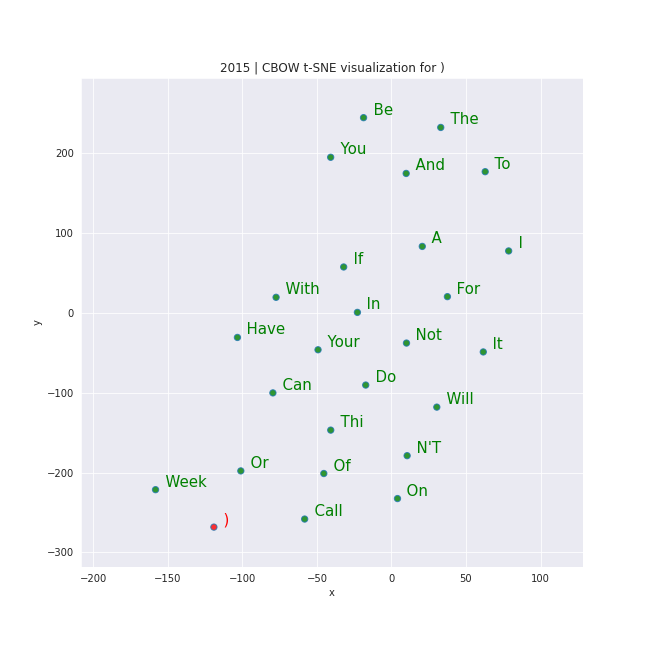 2015 | CBOW t-SNE visualization for )
Be
The
You
And
To
A
I
If
With
For
In
Have
Not
Your
It
Do
Can
Will
Thi
N'T
Or
Of
Week
On
Call
)
200
100
0
−100
−200
−300
y
−200 −150 −100 −50 0 50 100
x